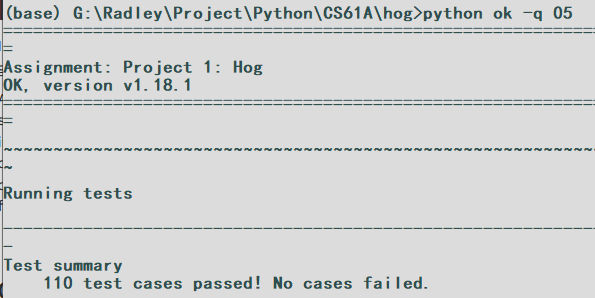 (base) G:\Radley\Project\Python\CS61A\hog>python ok -q 05
=====================================================================
=
Assignment: Project 1: Hog
OK, version v1.18.1
=====================================================================
=
~~~~~~~~~~~~~~~~~~~~~~~~~~~~~~~~~~~~~~~~~~~~~~~~~~~~~~~~~~~~~~~~~~~~~
~
Running tests
---------------------------------------------------------------------
-
Test summary
    110 test cases passed! No cases failed.